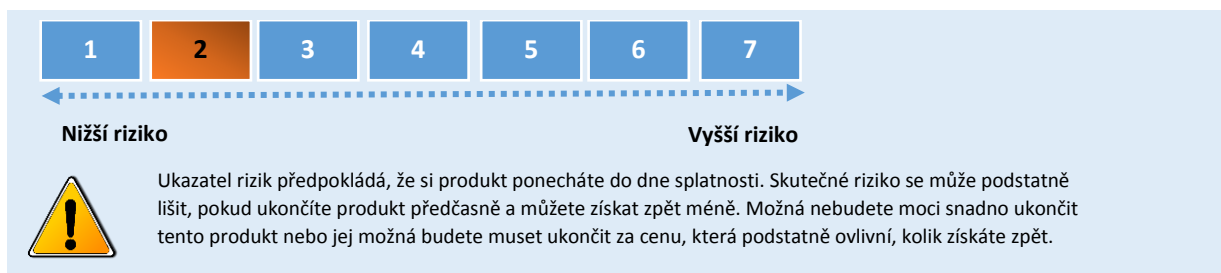 1 2 3 4 5 6 7
Nižší riziko Vyšší riziko
Ukazatel rizik předpokládá, že si produkt ponecháte do dne splatnosti. Skutečné riziko se může podstatně
lišit, pokud ukončíte produkt předčasně a můžete získat zpět méně. Možná nebudete moci snadno ukončit
tento produkt nebo jej možná budete muset ukončit za cenu, která podstatně ovlivní, kolik získáte zpět.